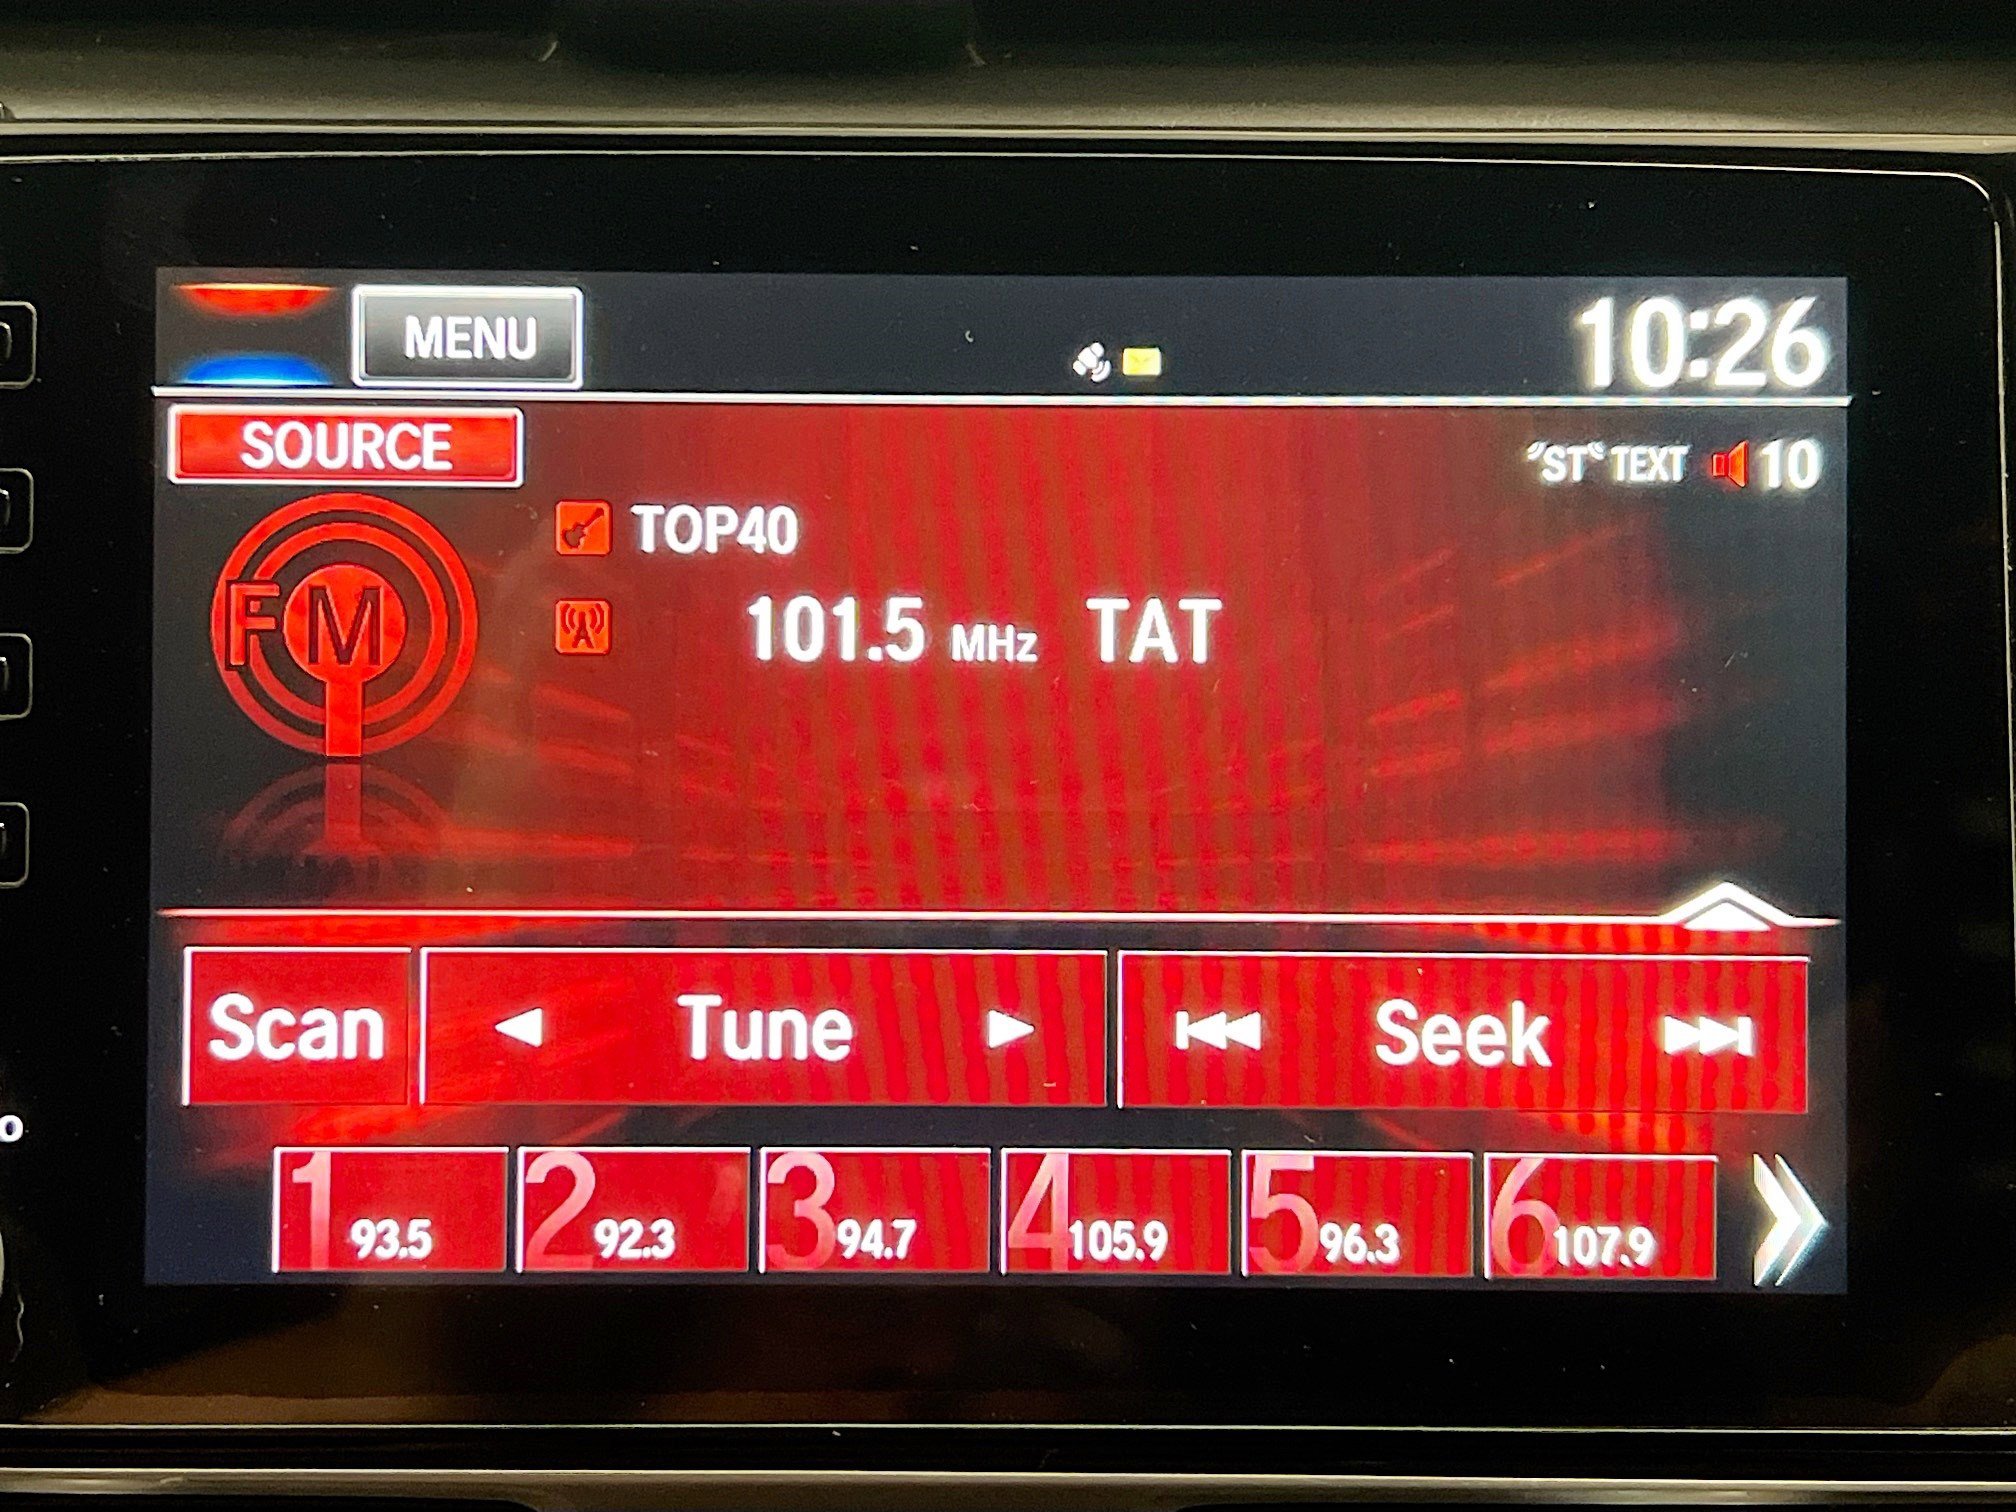 MENU
10:26
SOURCE
"ST" TEXT 10
FM
TOP40
101.5 MHz TAT
Scan Tune Seek
1 93.5 2 92.3 3 94.7 4 105.9 5 96.3 6 107.9